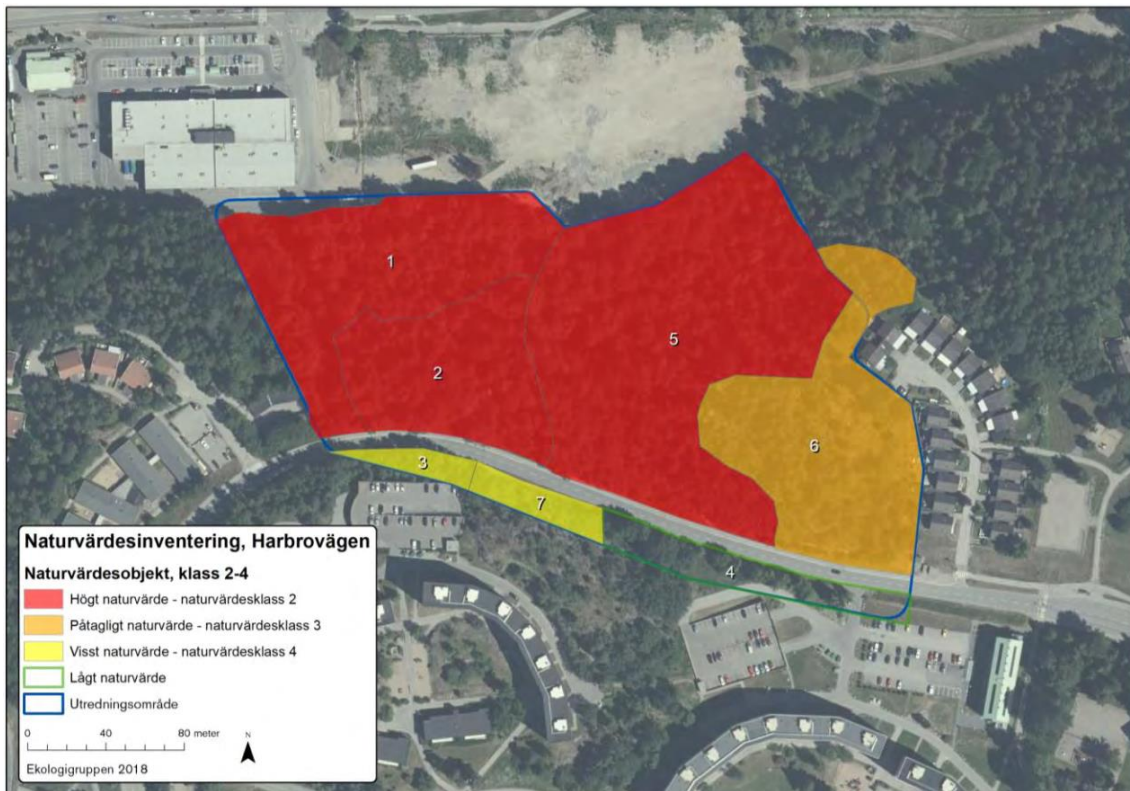 1
2
5
6
3
7
4
Naturvärdesinventering, Harbrovägen
Naturvärdesobjekt, klass 2-4
Högt naturvärde - naturvärdesklass 2
Påtagligt naturvärde - naturvärdesklass 3
Visst naturvärde - naturvärdesklass 4
Lågt naturvärde
Utredningsområde
0 40 80 meter
N
Ekologigruppen 2018